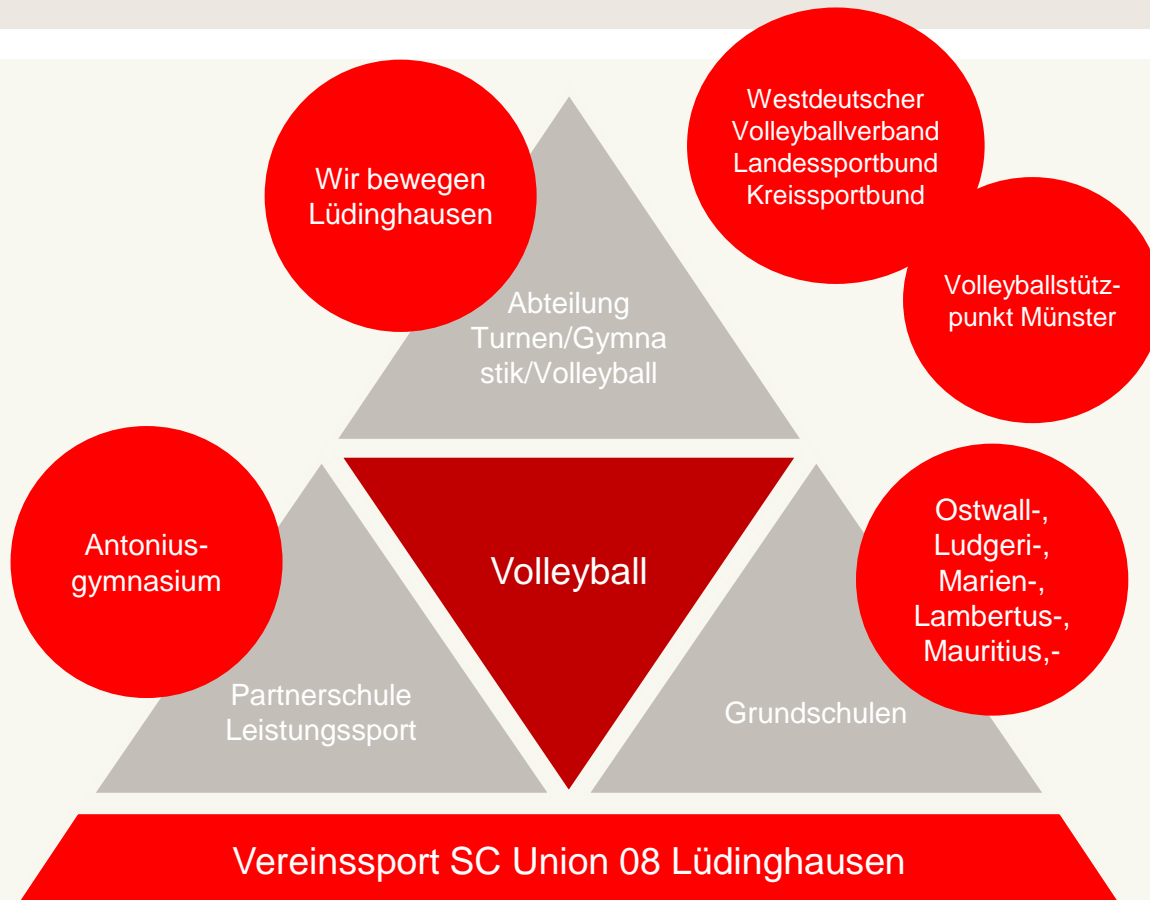 Westdeutscher
Volleyballverband
Landessportbund
Kreissportbund
Wir bewegen
Lüdinghausen
Volleyballstütz-
punkt Münster
Abteilung
Turnen/Gymna
stik/Volleyball
Antonius-
gymnasium
Volleyball
Ostwall-,
Ludgeri-,
Marien-,
Lambertus-,
Mauritius,-
Partnerschule
Leistungssport
Grundschulen
Vereinssport SC Union 08 Lüdinghausen